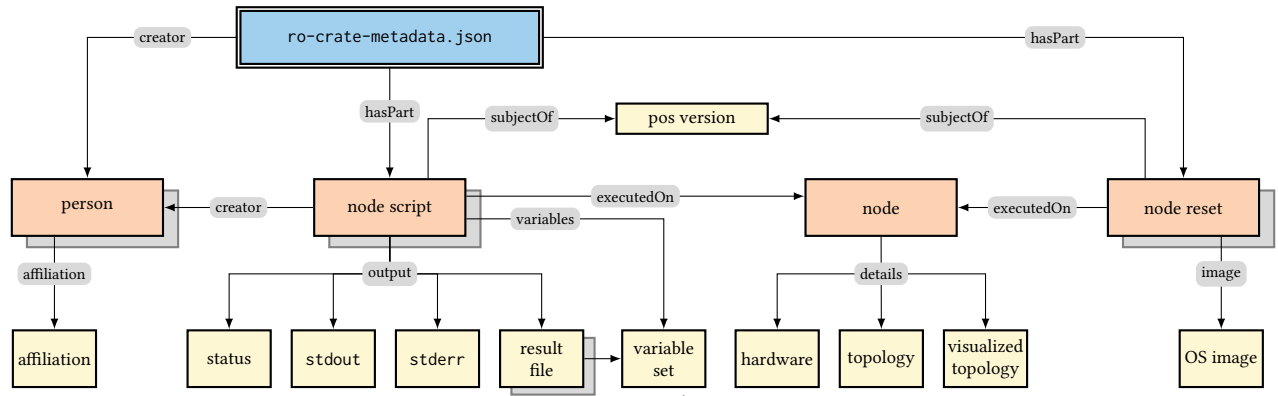 ro-crate-metadata.json
creator
hasPart
hasPart
subjectOf
pos version
subjectOf
person
creator
node script
executedOn
variables
node
executedOn
node reset
affiliation
output
details
image
affiliation
status
stdout
stderr
result
file
variable
set
hardware
topology
visualized
topology
OS image